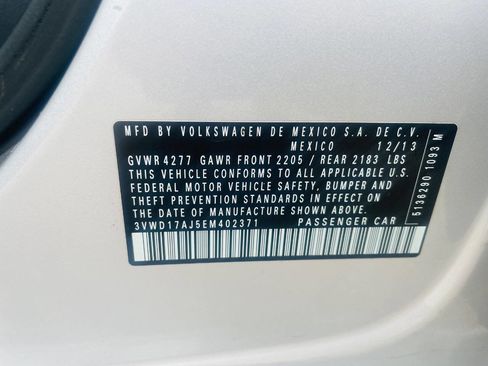 MFD BY VOLKSWAGEN DE MEXICO S.A. DE C.V.
MEXICO 12/13
GVWR 4277 GAWR FRONT 2205 / REAR 2183 LBS
THIS VEHICLE CONFORMS TO ALL APPLICABLE U.S.
FEDERAL MOTOR VEHICLE SAFETY, BUMPER AND
THEFT PREVENTION STANDARDS IN EFFECT ON
THE DATE OF MANUFACTURE SHOWN ABOVE.
3VWD17AJ5EM402371 PASSENGER CAR
5136290 1093 M